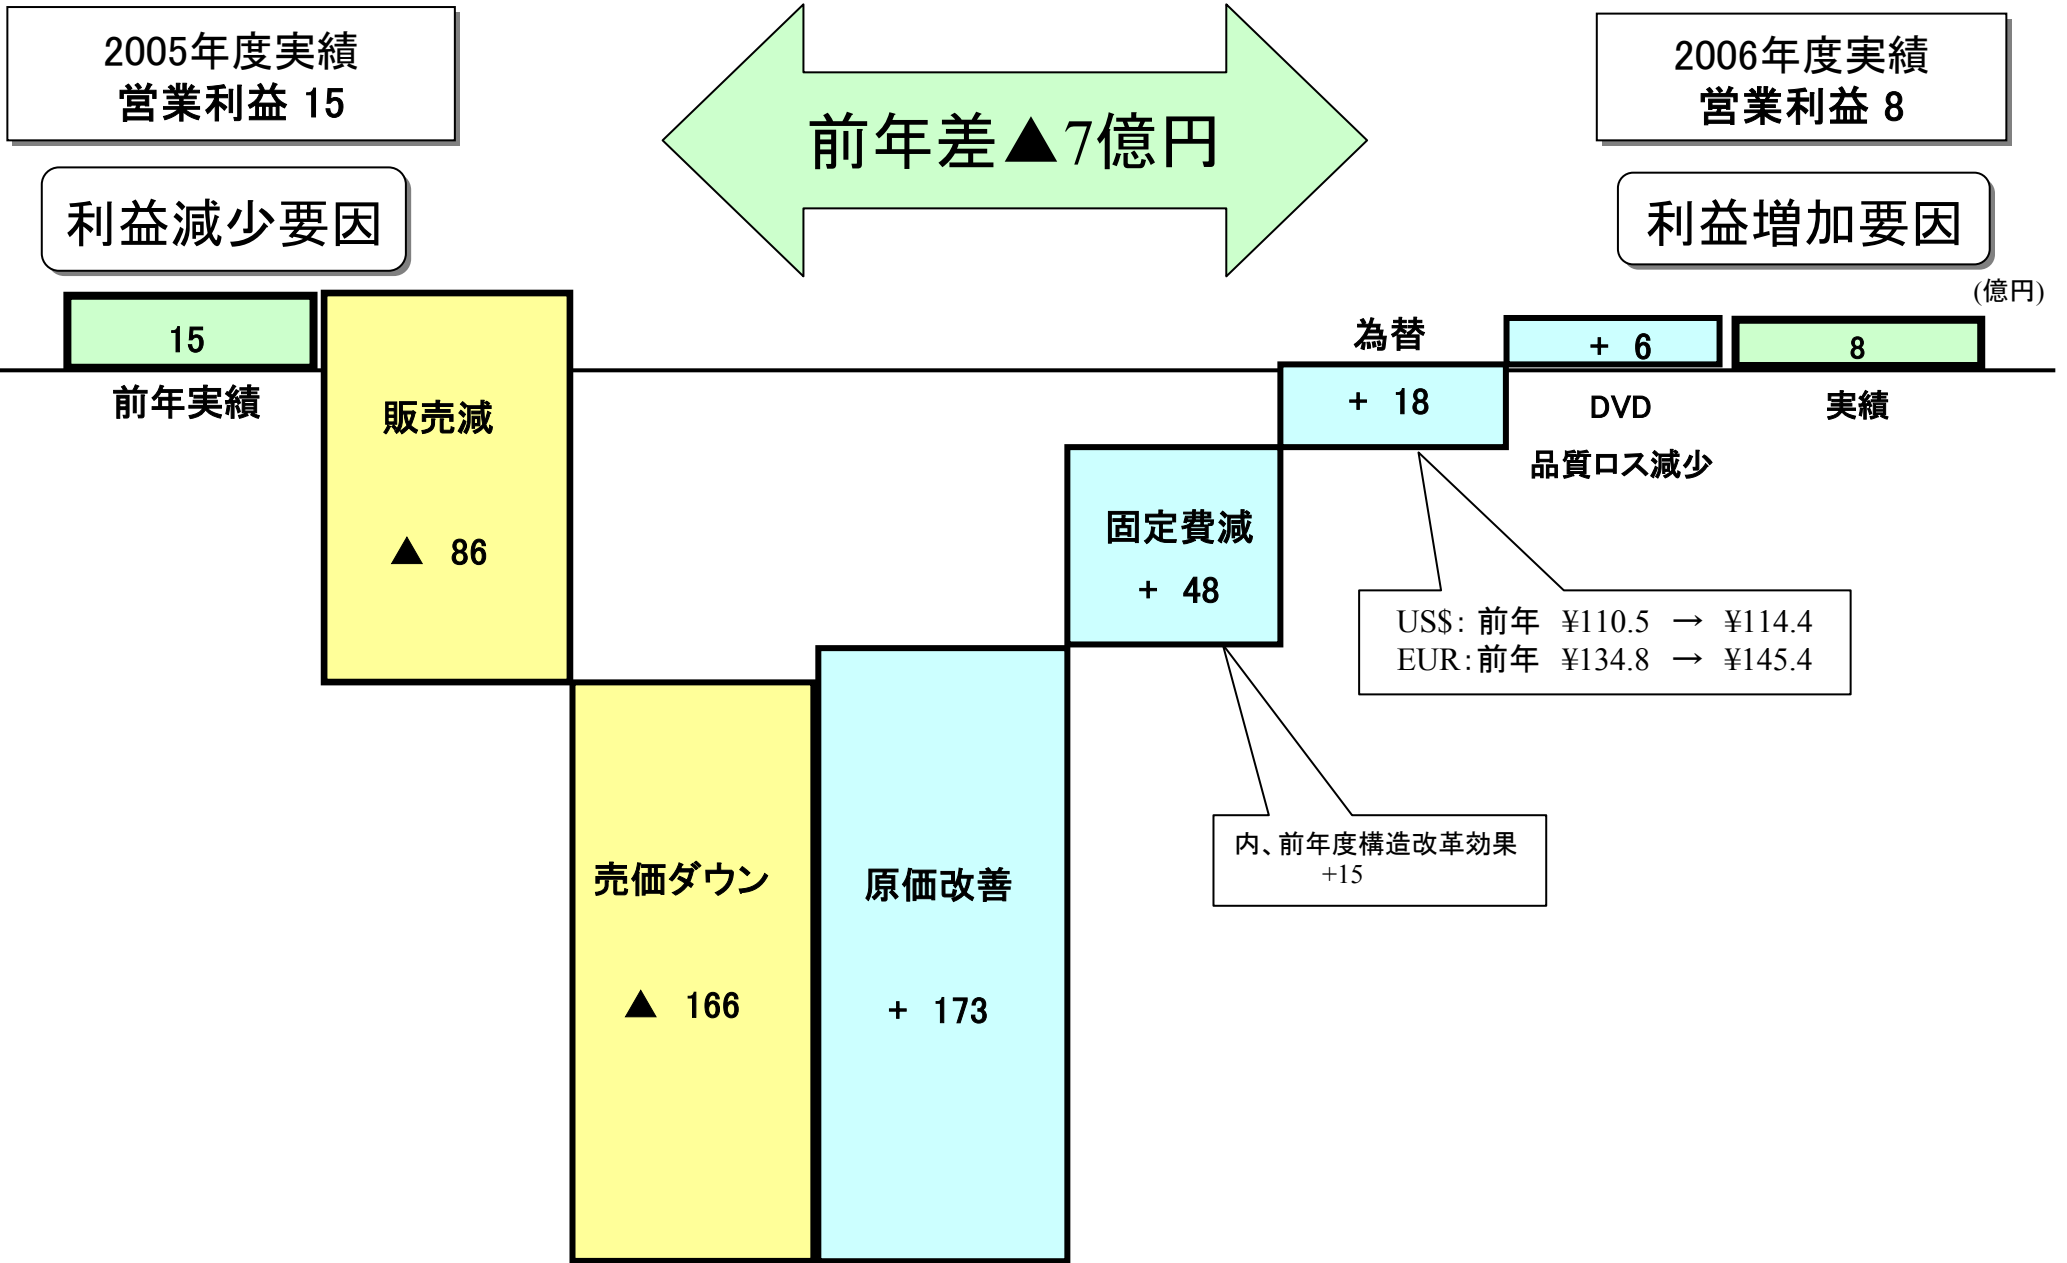 2005年度実績
営業利益 15
前年差▲7億円
2006年度実績
営業利益 8
利益減少要因
利益増加要因
(億円)
15
前年実績
販売減
▲ 86
売価ダウン
▲ 166
原価改善
+ 173
固定費減
+ 48
為替
+ 18
+ 6
DVD
品質ロス減少
8
実績
US$: 前年 ¥110.5 → ¥114.4
EUR:前年 ¥134.8 → ¥145.4
内、前年度構造改革効果
+15